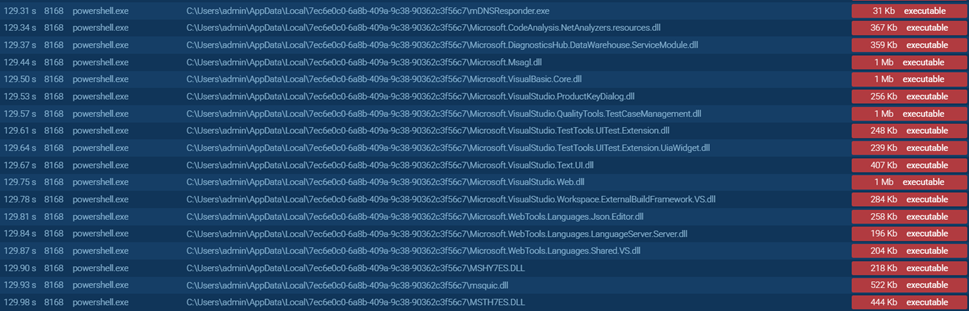 129.31 s 8168 powershell.exe C:\Users\admin\AppData\Local\7ec6e0c0-6a8b-409a-9c38-90362c3f56c7\mDNSResponder.exe 31 Kb executable
129.34 s 8168 powershell.exe C:\Users\admin\AppData\Local\7ec6e0c0-6a8b-409a-9c38-90362c3f56c7\Microsoft.CodeAnalysis.NetAnalyzers.resources.dll 367 Kb executable
129.37 s 8168 powershell.exe C:\Users\admin\AppData\Local\7ec6e0c0-6a8b-409a-9c38-90362c3f56c7\Microsoft.DiagnosticsHub.DataWarehouse.ServiceModule.dll 359 Kb executable
129.44 s 8168 powershell.exe C:\Users\admin\AppData\Local\7ec6e0c0-6a8b-409a-9c38-90362c3f56c7\Microsoft.Msagl.dll 1 Mb executable
129.50 s 8168 powershell.exe C:\Users\admin\AppData\Local\7ec6e0c0-6a8b-409a-9c38-90362c3f56c7\Microsoft.VisualBasic.Core.dll 1 Mb executable
129.53 s 8168 powershell.exe C:\Users\admin\AppData\Local\7ec6e0c0-6a8b-409a-9c38-90362c3f56c7\Microsoft.VisualStudio.ProductKeyDialog.dll 256 Kb executable
129.57 s 8168 powershell.exe C:\Users\admin\AppData\Local\7ec6e0c0-6a8b-409a-9c38-90362c3f56c7\Microsoft.VisualStudio.QualityTools.TestCaseManagement.dll 1 Mb executable
129.61 s 8168 powershell.exe C:\Users\admin\AppData\Local\7ec6e0c0-6a8b-409a-9c38-90362c3f56c7\Microsoft.VisualStudio.TestTools.UITest.Extension.dll 248 Kb executable
129.64 s 8168 powershell.exe C:\Users\admin\AppData\Local\7ec6e0c0-6a8b-409a-9c38-90362c3f56c7\Microsoft.VisualStudio.TestTools.UITest.Extension.UiaWidget.dll 239 Kb executable
129.67 s 8168 powershell.exe C:\Users\admin\AppData\Local\7ec6e0c0-6a8b-409a-9c38-90362c3f56c7\Microsoft.VisualStudio.Text.UI.dll 407 Kb executable
129.75 s 8168 powershell.exe C:\Users\admin\AppData\Local\7ec6e0c0-6a8b-409a-9c38-90362c3f56c7\Microsoft.VisualStudio.Web.dll 1 Mb executable
129.78 s 8168 powershell.exe C:\Users\admin\AppData\Local\7ec6e0c0-6a8b-409a-9c38-90362c3f56c7\Microsoft.VisualStudio.Workspace.ExternalBuildFramework.VS.dll 284 Kb executable
129.81 s 8168 powershell.exe C:\Users\admin\AppData\Local\7ec6e0c0-6a8b-409a-9c38-90362c3f56c7\Microsoft.WebTools.Languages.Json.Editor.dll 258 Kb executable
129.84 s 8168 powershell.exe C:\Users\admin\AppData\Local\7ec6e0c0-6a8b-409a-9c38-90362c3f56c7\Microsoft.WebTools.Languages.LanguageServer.Server.dll 196 Kb executable
129.87 s 8168 powershell.exe C:\Users\admin\AppData\Local\7ec6e0c0-6a8b-409a-9c38-90362c3f56c7\Microsoft.WebTools.Languages.Shared.VS.dll 204 Kb executable
129.90 s 8168 powershell.exe C:\Users\admin\AppData\Local\7ec6e0c0-6a8b-409a-9c38-90362c3f56c7\MSHY7ES.DLL 218 Kb executable
129.93 s 8168 powershell.exe C:\Users\admin\AppData\Local\7ec6e0c0-6a8b-409a-9c38-90362c3f56c7\msquic.dll 522 Kb executable
129.98 s 8168 powershell.exe C:\Users\admin\AppData\Local\7ec6e0c0-6a8b-409a-9c38-90362c3f56c7\MSTH7ES.DLL 444 Kb executable